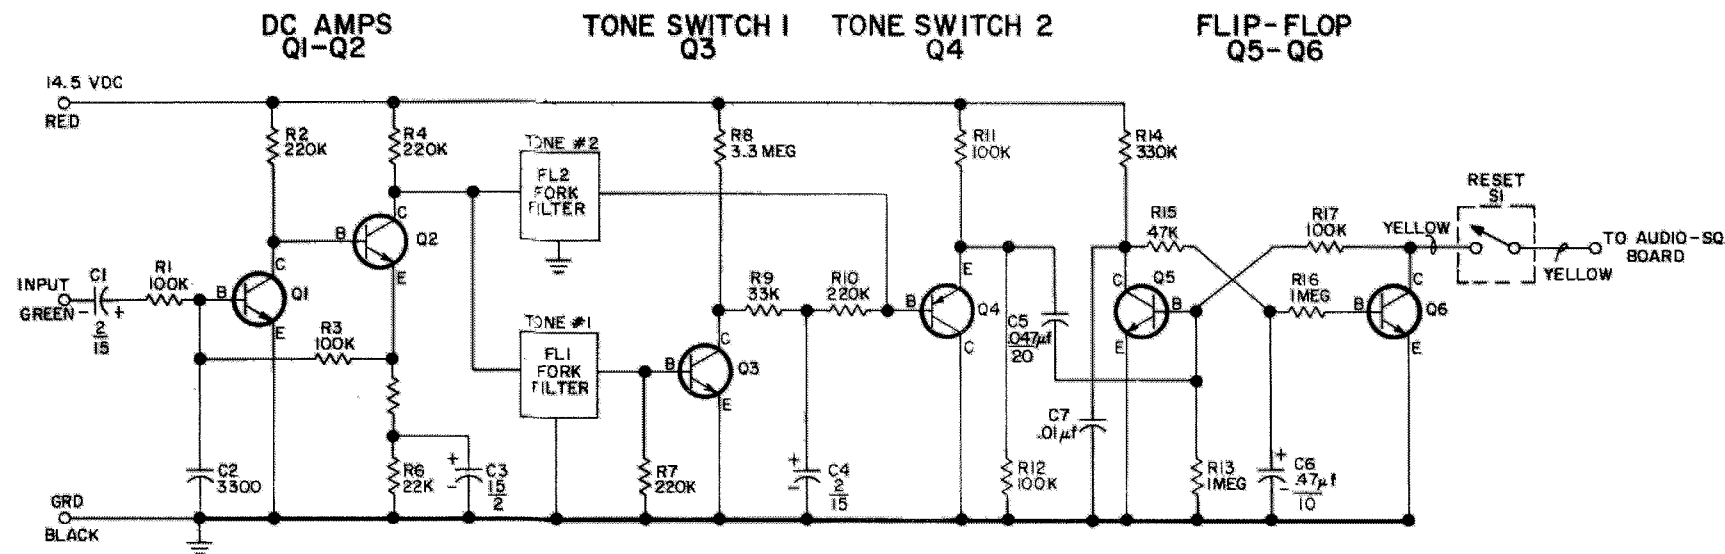 DC AMPS
Q1-Q2
TONE SWITCH 1
Q3
TONE SWITCH 2
Q4
FLIP-FLOP
Q5-Q6
14.5 VDC
RED
R2
220K
R4
220K
TONE #2
FL2
FORK
FILTER
R8
3.3 MEG
R11
100K
R14
330K
RESET
S1
B
C
Q2
E
R15
47K
R17
100K
YELLOW
TO AUDIO-SQ
BOARD
YELLOW
INPUT
GREEN
C1
- +
2
15
R1
100K
B
C
Q1
E
R3
100K
TONE #1
FL1
FORK
FILTER
R9
33K
R10
220K
B
C
Q3
E
B
E
Q4
C
C5
.047µf
20
C
Q5
B
E
R16
1MEG
B
C
Q6
E
C7
.01µf
C2
3300
R6
22K
+
-
C3
15
2
R7
220K
+
-
C4
2
15
R12
100K
R13
1MEG
+
-
C6
.47µf
10
GRD
BLACK